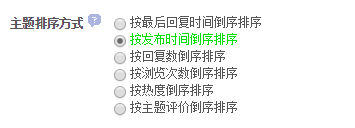 主题排序方式 ? 按最后回复时间倒序排序
按发布时间倒序排序
按回复数倒序排序
按浏览次数倒序排序
按热度倒序排序
按主题评价倒序排序